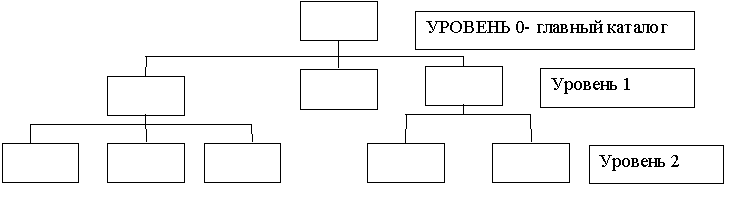 УРОВЕНЬ 0- главный каталог
Уровень 1
Уровень 2